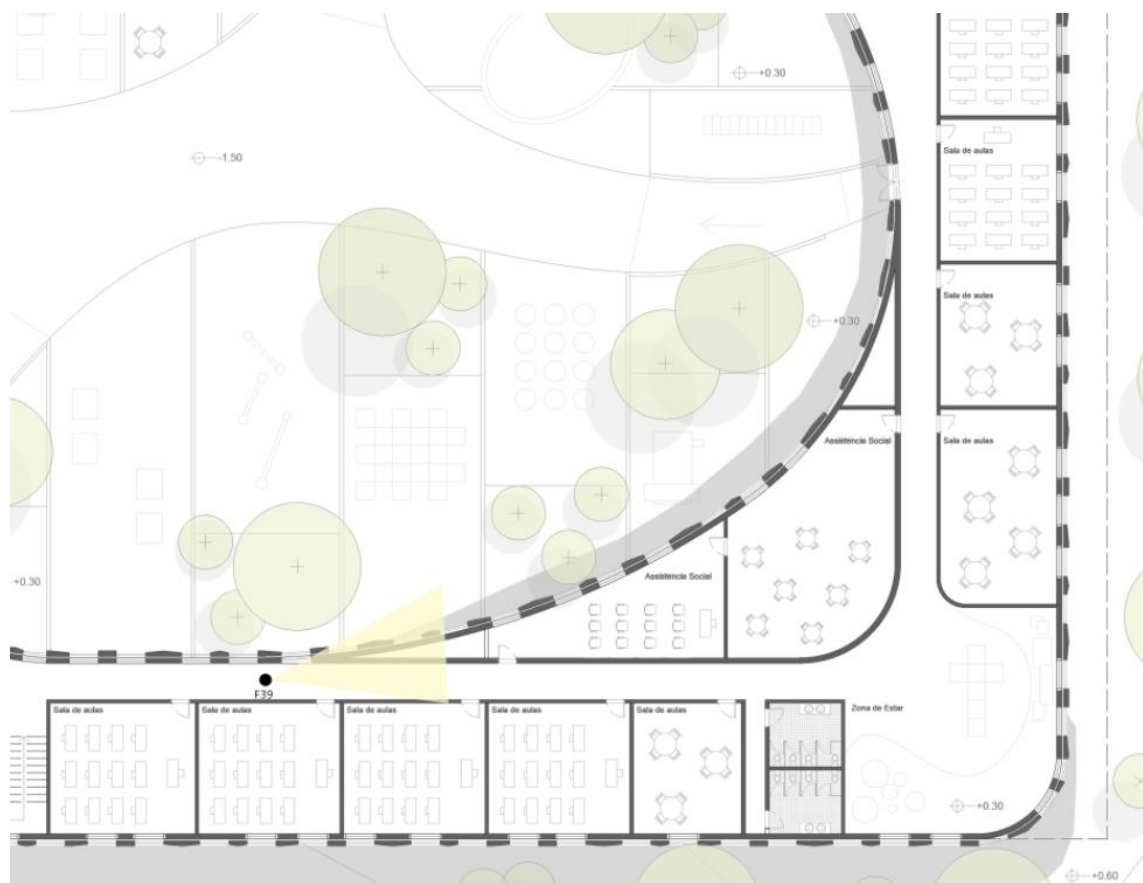 +0.30
-1.50
Sala de aulas
Sala de aulas
+0.30
Assistência Social
Sala de aulas
Assistência Social
+0.30
F39
Sala de aulas
Sala de aulas
Sala de aulas
Sala de aulas
Sala de aulas
Zona de Estar
+0.30
+0.60